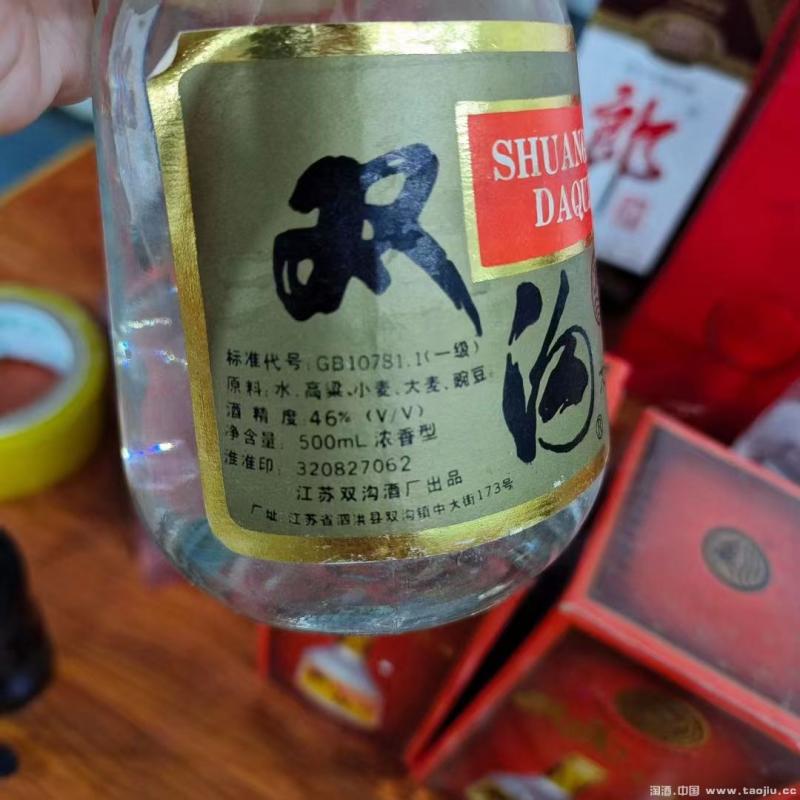 双沟
SHUANG
DAQU
标准代号:GB10781.1(一级)
原料:水、高粱、小麦、大麦、豌豆
酒精度:46%(V/V)
净含量:500mL 浓香型
淮准印:320827062
江苏双沟酒厂出品
厂址:江苏省泗洪县双沟镇中大街173号
®
郎
淘酒.中国 www.taojiu.cc